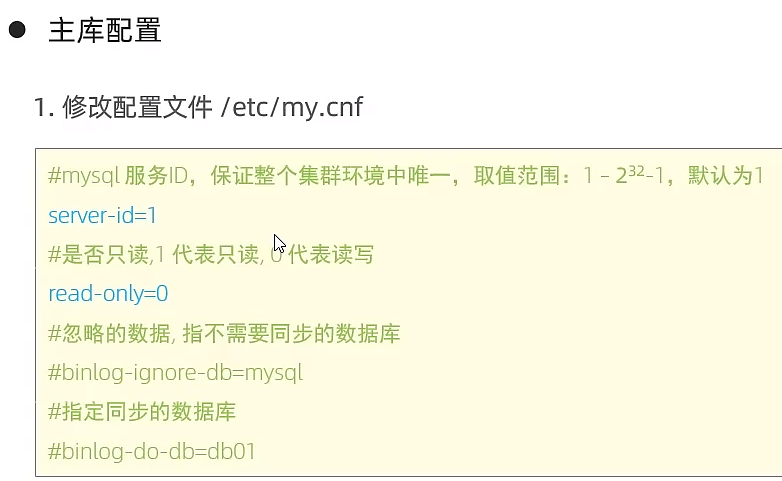 ● 主库配置
1. 修改配置文件 /etc/my.cnf
#mysql 服务ID，保证整个集群环境中唯一，取值范围：1 – 2³²-1，默认为1
server-id=1
#是否只读,1 代表只读, 0 代表读写
read-only=0
#忽略的数据, 指不需要同步的数据库
#binlog-ignore-db=mysql
#指定同步的数据库
#binlog-do-db=db01